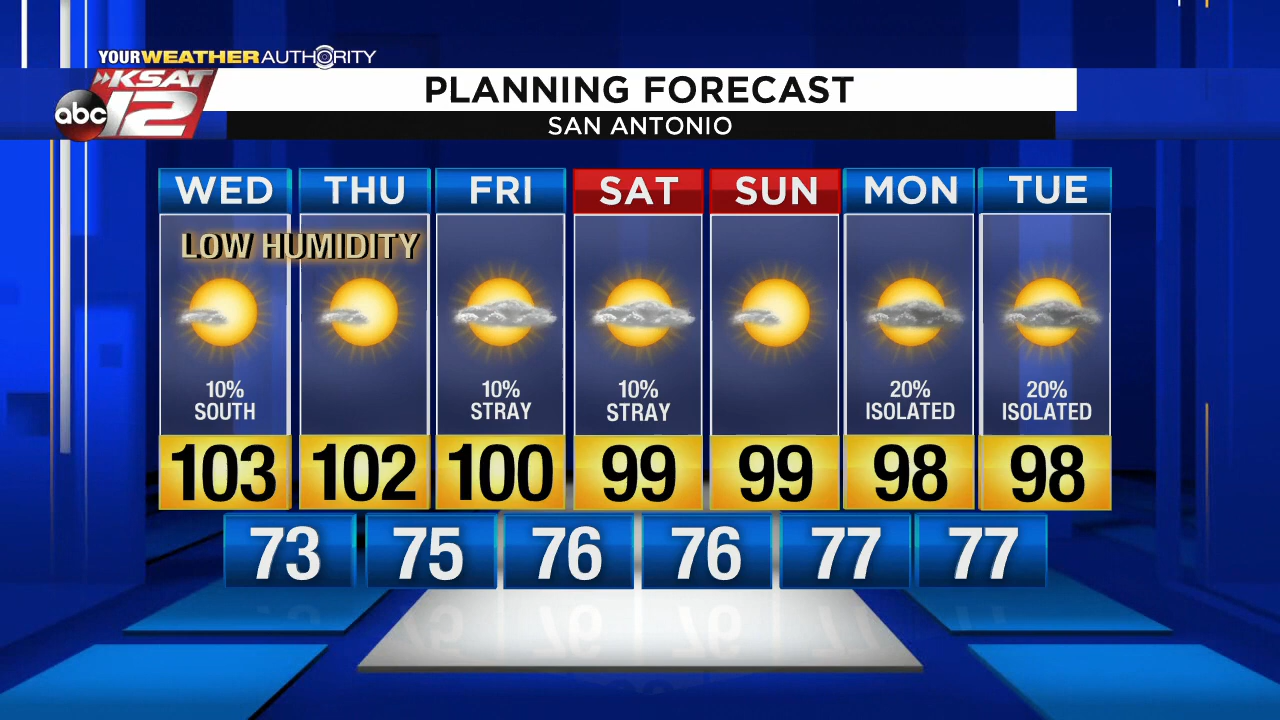 YOURWEATHERAUTHORITY
KSAT
abc 12
PLANNING FORECAST
SAN ANTONIO
WED THU FRI SAT SUN MON TUE
LOW HUMIDITY
10% 10% 10% 20% 20%
SOUTH STRAY STRAY ISOLATED ISOLATED
103 102 100 99 99 98 98
73 75 76 76 77 77